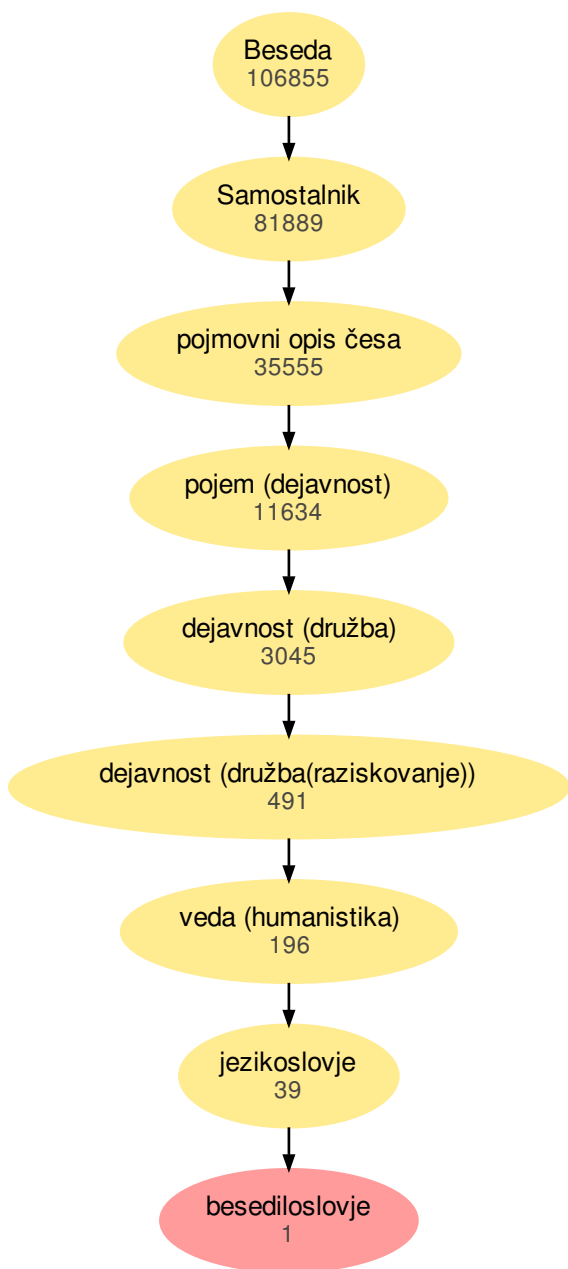 Beseda
106855
Samostalnik
81889
pojmovni opis česa
35555
pojem (dejavnost)
11634
dejavnost (družba)
3045
dejavnost (družba(raziskovanje))
491
veda (humanistika)
196
jezikoslovje
39
besediloslovje
1